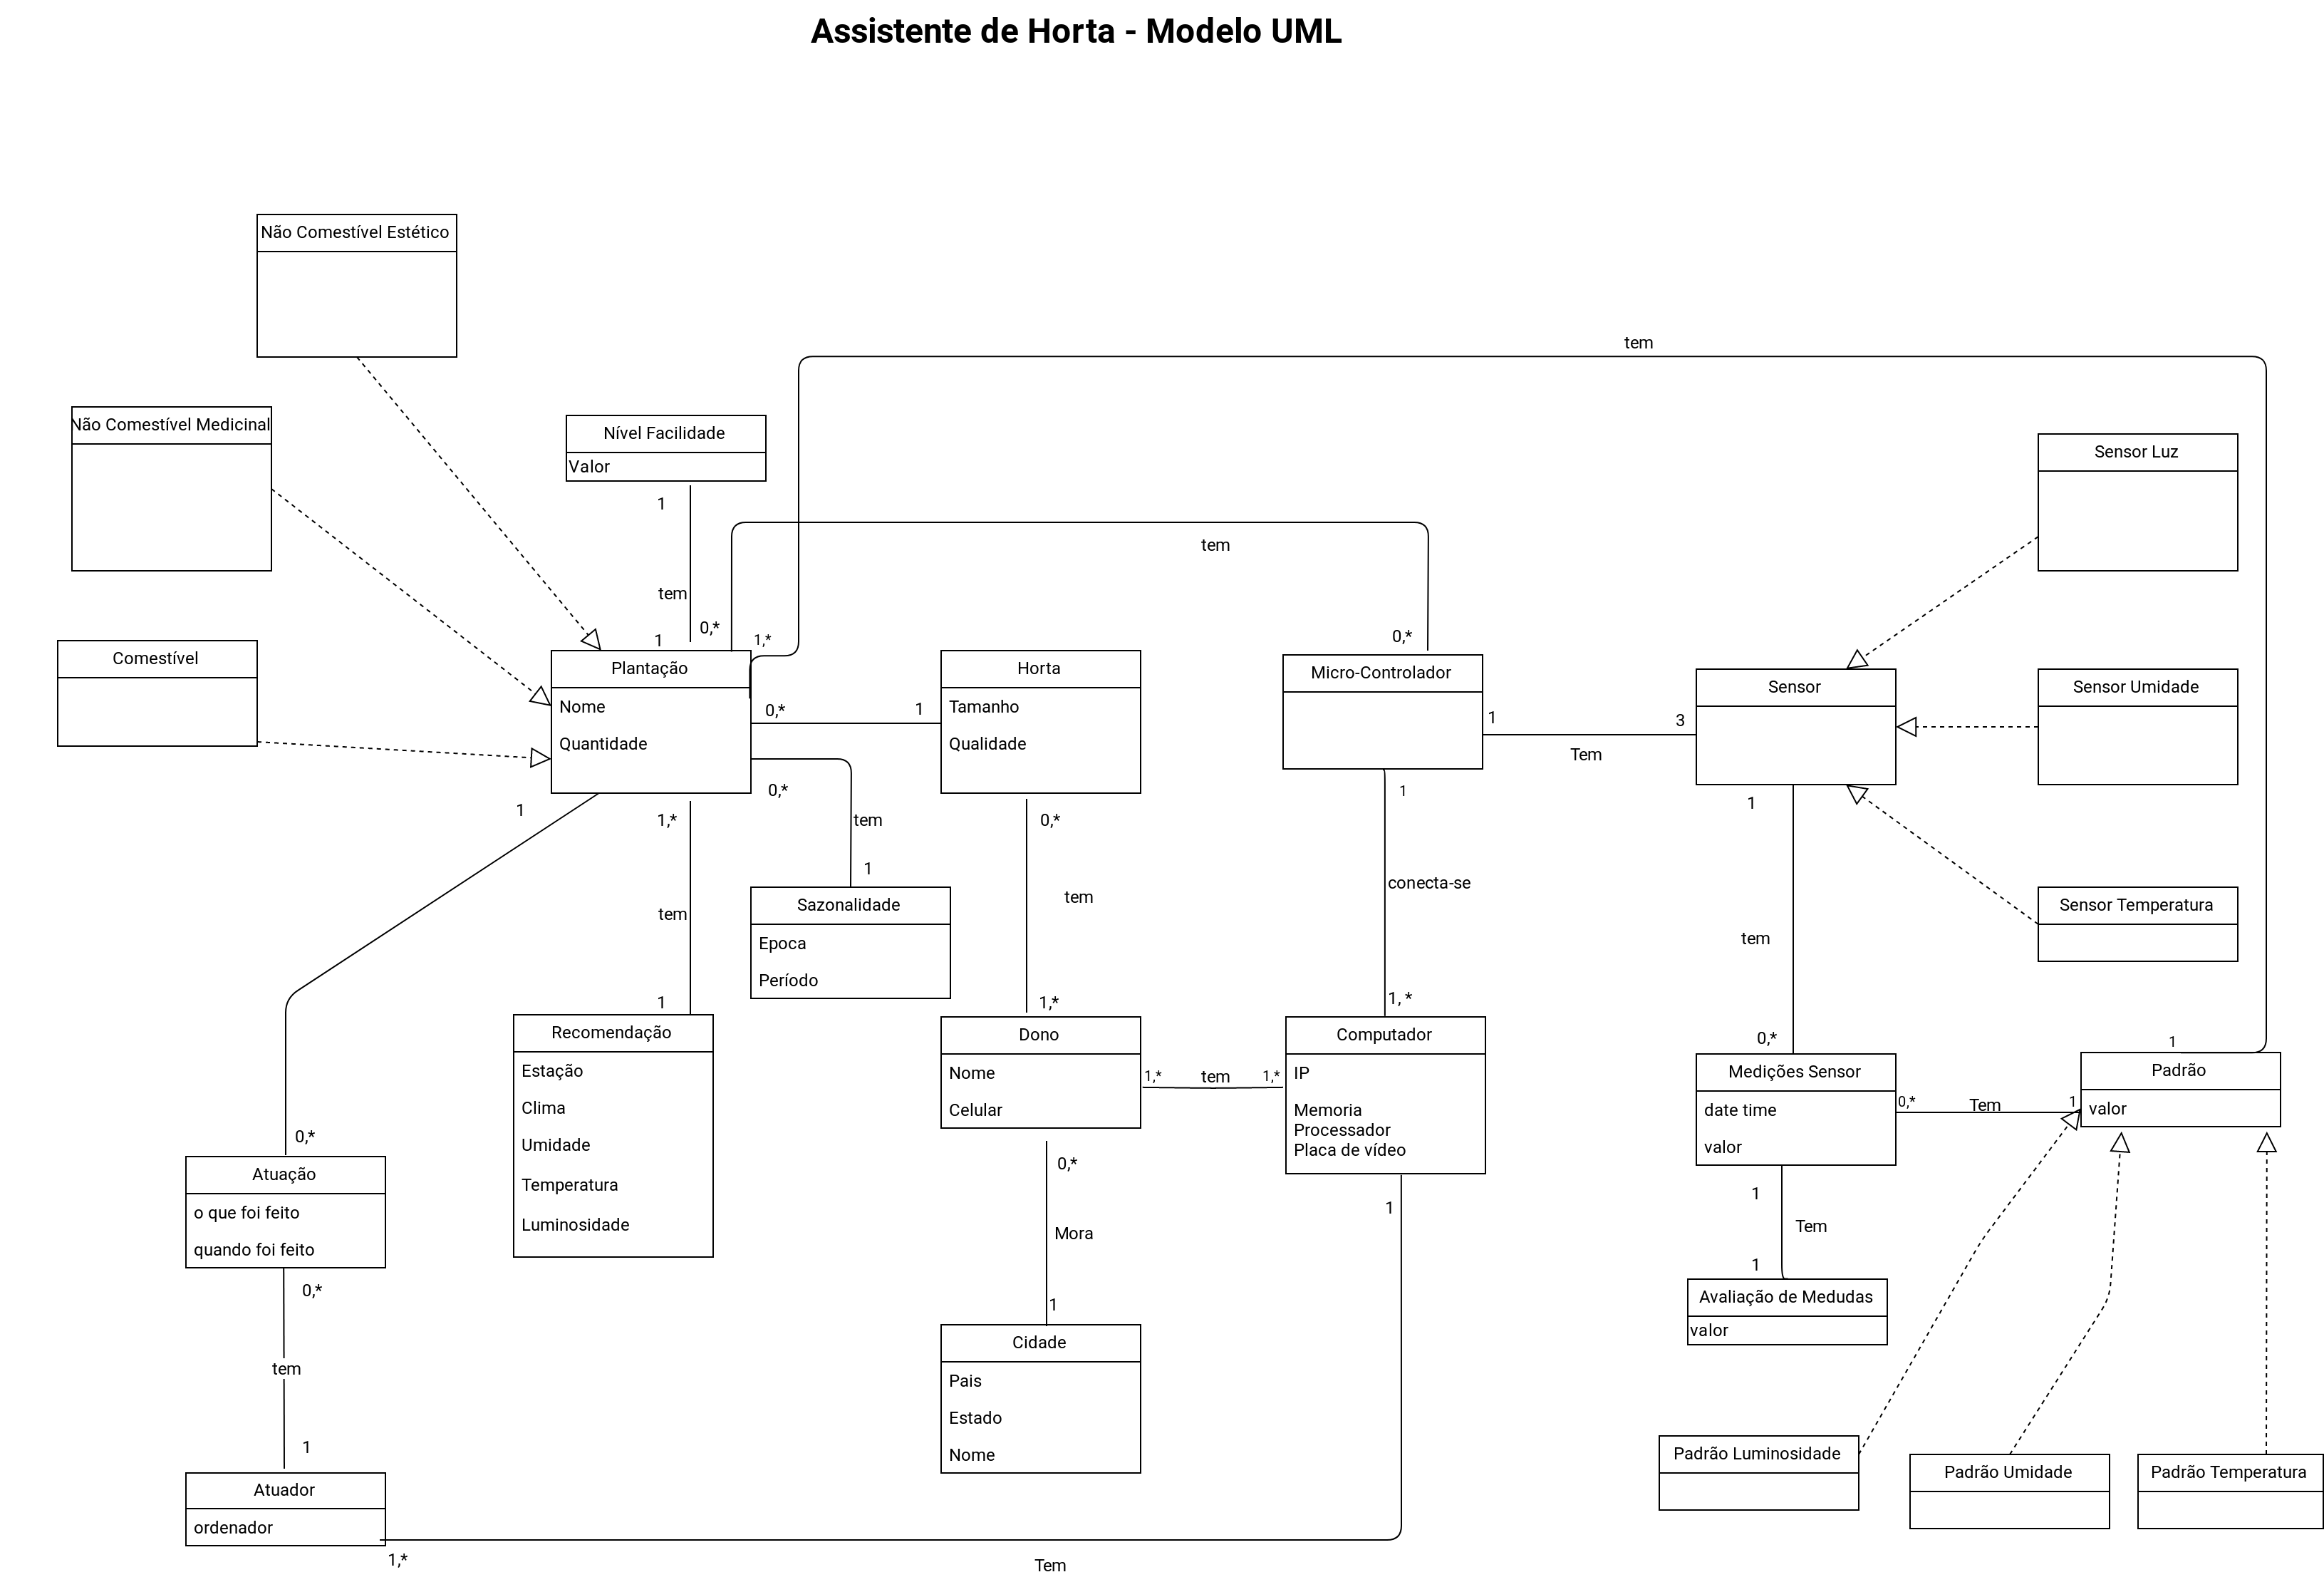 Assistente de Horta - Modelo UML
Não Comestível Estético
tem
Não Comestível Medicinal
Nível Facilidade
Valor
Sensor Luz
1
tem
tem
0,*
1
1,*
0,*
Comestível
Plantação
Nome
Quantidade
Horta
Tamanho
Qualidade
Micro-Controlador
Sensor
Sensor Umidade
0,*
1
1
3
Tem
1
1,*
0,*
tem
1
0,*
1
1
conecta-se
tem
Sazonalidade
Epoca
Período
tem
tem
Sensor Temperatura
1
1,*
1, *
0,*
1
Recomendação
Estação
Clima
Umidade
Temperatura
Luminosidade
Dono
Nome
Celular
1,*
tem
1,*
Computador
IP
Memoria
Processador
Placa de vídeo
Medições Sensor
date time
valor
0,*
Tem
1
Padrão
valor
0,*
Atuação
o que foi feito
quando foi feito
0,*
Mora
1
1
1
Tem
1
Avaliação de Medudas
valor
0,*
tem
1
Cidade
Pais
Estado
Nome
Padrão Luminosidade
Padrão Umidade
Padrão Temperatura
Atuador
ordenador
1,*
Tem